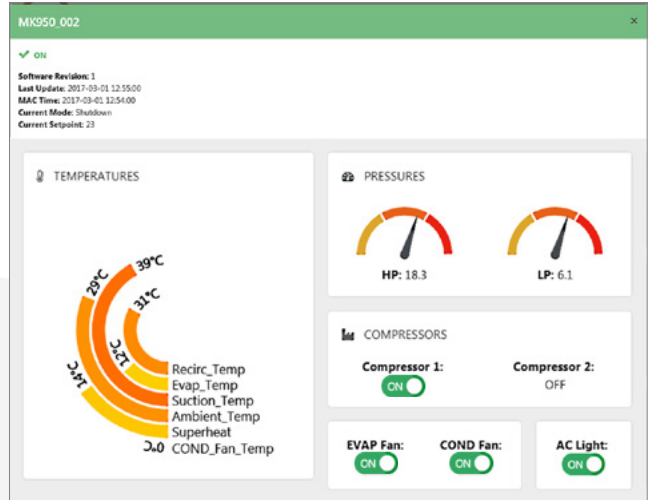 MK950_002 ×
ON
Software Revision: 1
Last Update: 2017-03-01 12:55:00
MAC Time: 2017-03-01 12:54:00
Current Mode: Shutdown
Current Setpoint: 23
TEMPERATURES
39°C
29°C
31°C
12°C
14°C
0°C
Recirc_Temp
Evap_Temp
Suction_Temp
Ambient_Temp
Superheat
COND_Fan_Temp
PRESSURES
HP: 18.3 LP: 6.1
COMPRESSORS
Compressor 1: Compressor 2:
ON OFF
EVAP Fan: COND Fan: AC Light:
ON ON ON